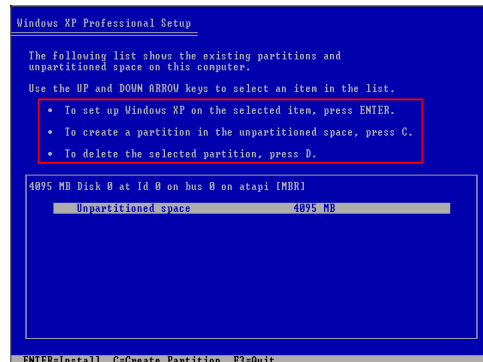 Windows XP Professional Setup
The following list shows the existing partitions and
unpartitioned space on this computer.
Use the UP and DOWN ARROW keys to select an item in the list.
• To set up Windows XP on the selected item, press ENTER.
• To create a partition in the unpartitioned space, press C.
• To delete the selected partition, press D.
4095 MB Disk 0 at Id 0 on bus 0 on atapi [MBR]
Unpartitioned space 4095 MB
ENTER=Install C=Create Partition F3=Quit